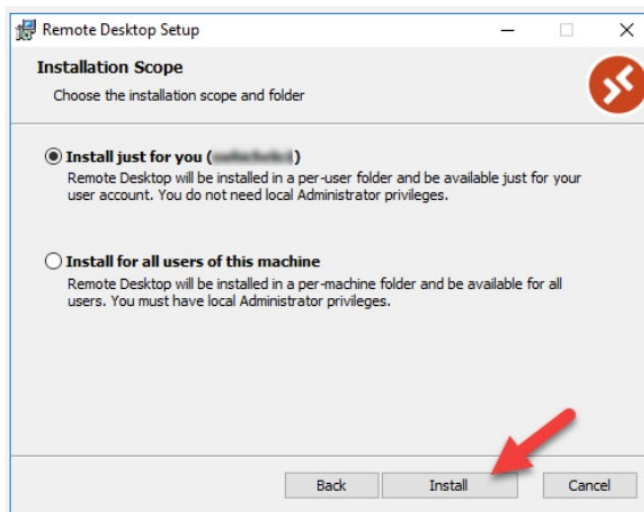 Remote Desktop Setup
Installation Scope
Choose the installation scope and folder
Install just for you ( )
Remote Desktop will be installed in a per-user folder and be available just for your
user account. You do not need local Administrator privileges.
Install for all users of this machine
Remote Desktop will be installed in a per-machine folder and be available for all
users. You must have local Administrator privileges.
Back Install Cancel